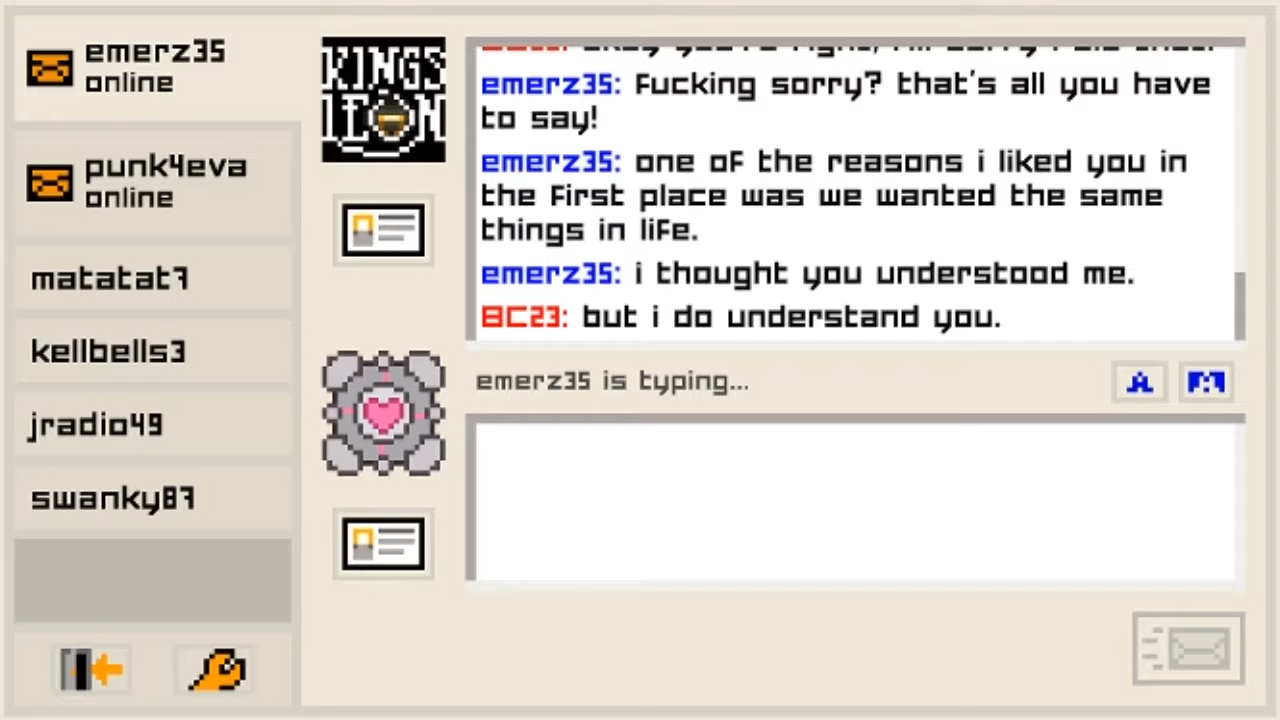 emerz35
online
punk4eva
online
matatat7
kellbells3
jradio49
swanky87
KINGS
LEON
emerz35: Fucking sorry? that's all you have
to say!
emerz35: one of the reasons i liked you in
the first place was we wanted the same
things in life.
emerz35: i thought you understood me.
BC23: but i do understand you.
emerz35 is typing...
A